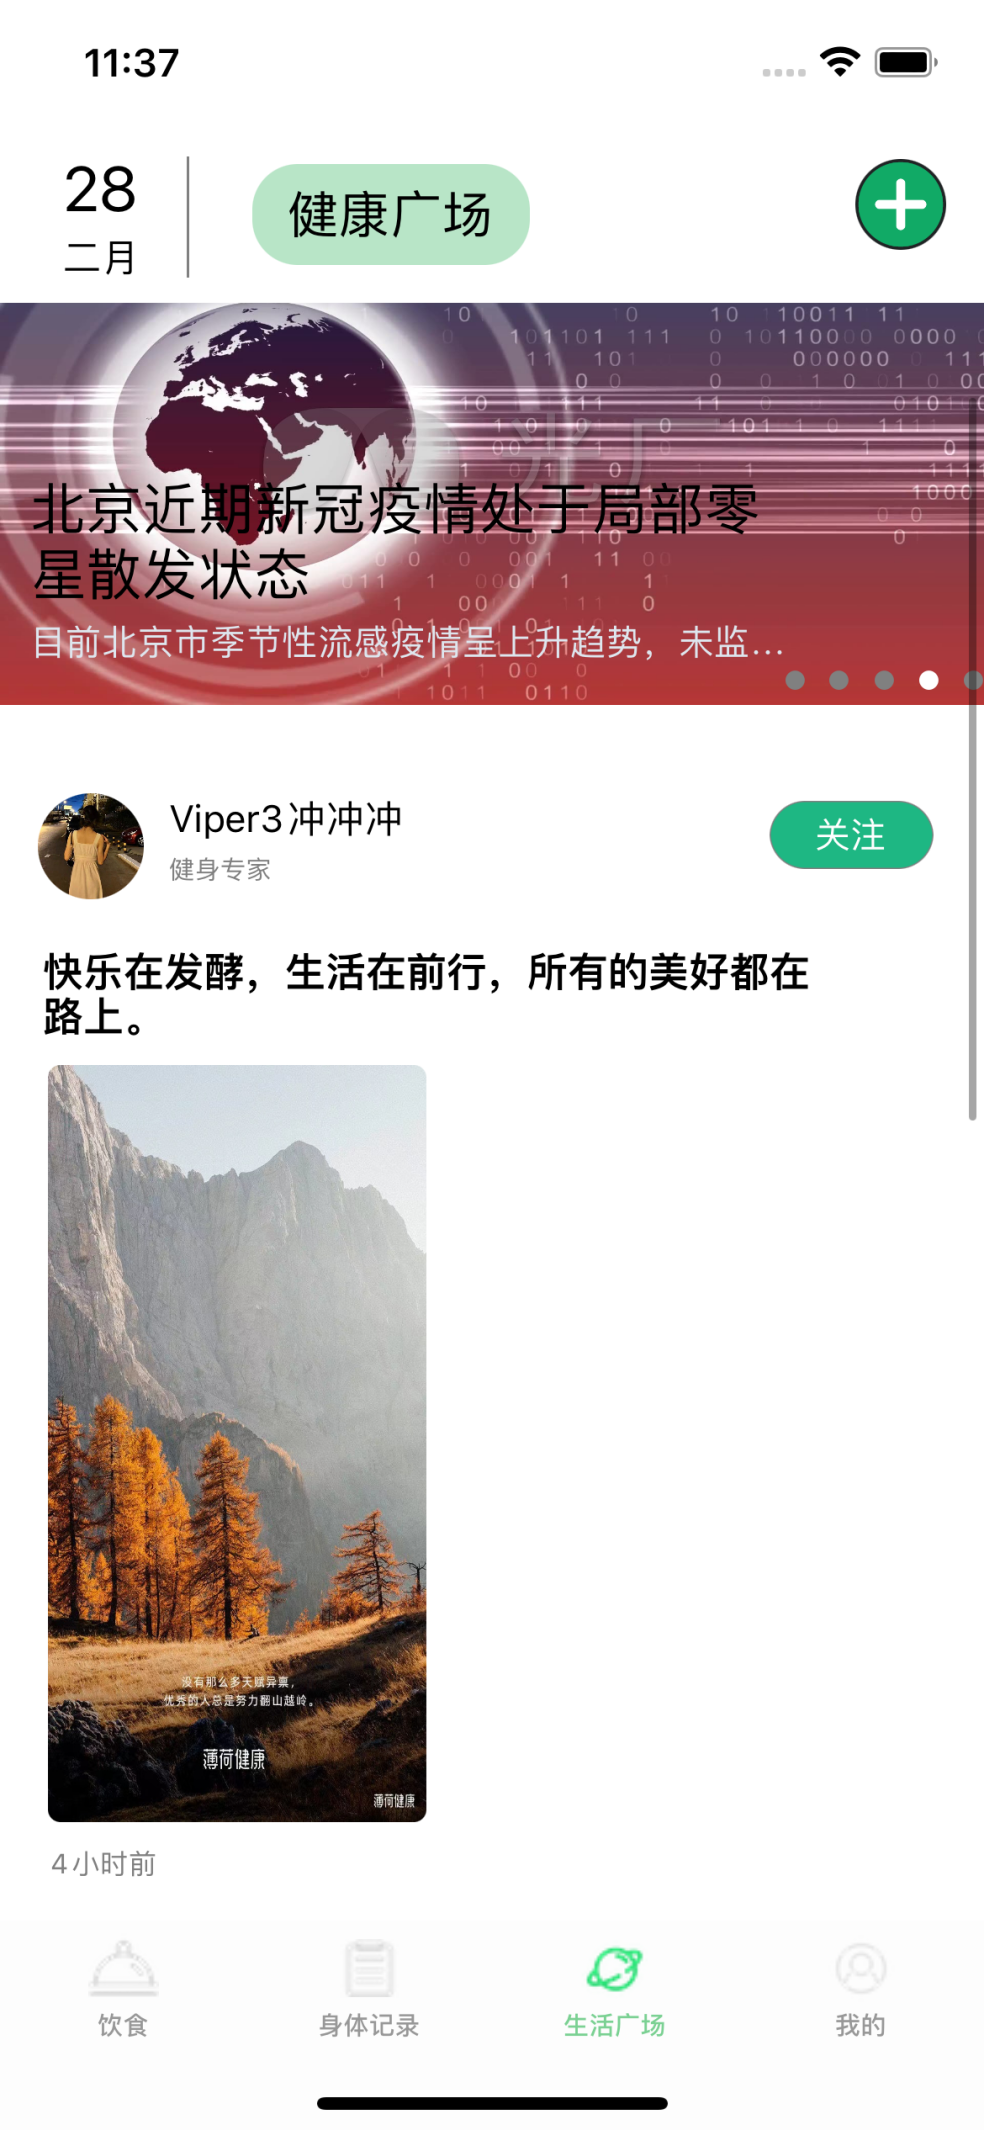 11:37
28
二月
健康广场
北京近期新冠疫情处于局部零
星散发状态
目前北京市季节性流感疫情呈上升趋势，未监...
Viper3冲冲冲
健身专家
关注
快乐在发酵，生活在前行，所有的美好都在
路上。
没有那么多天赋异禀，
优秀的人总是努力翻山越岭。
薄荷健康
薄荷健康
4小时前
饮食
身体记录
生活广场
我的